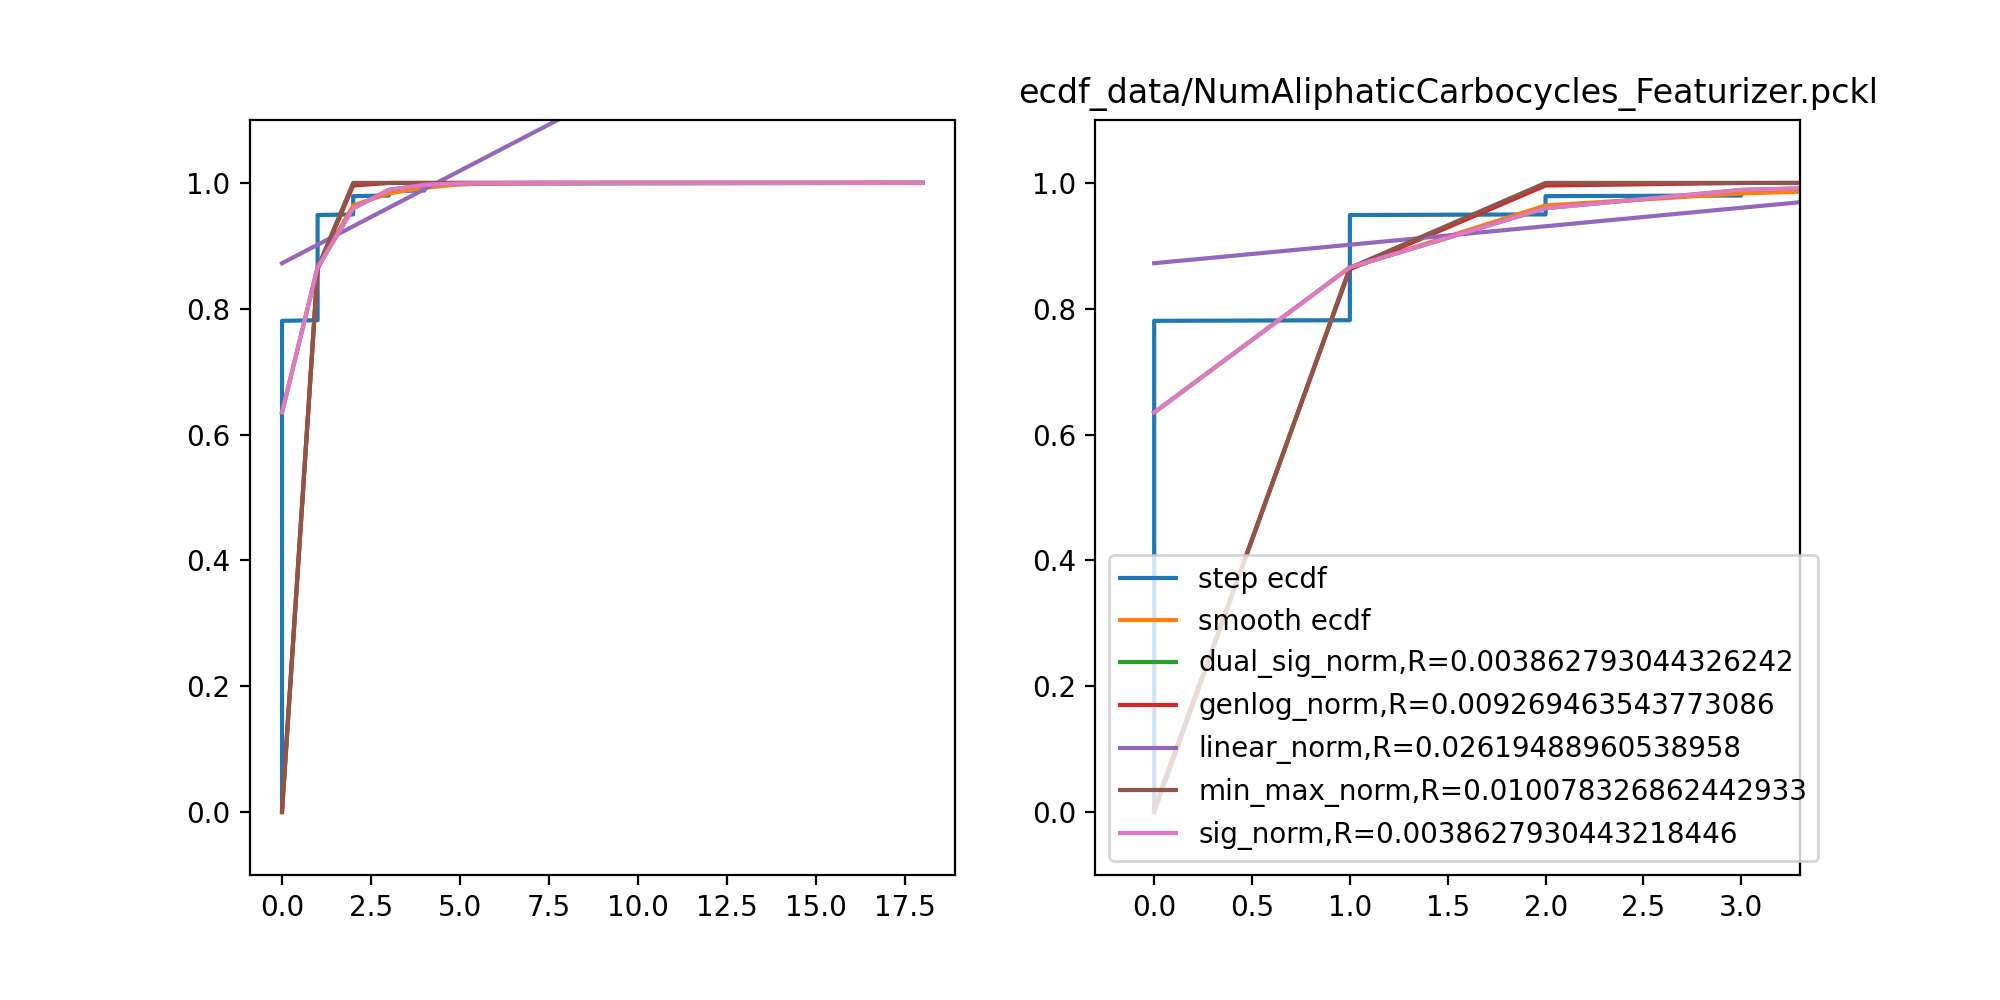 ecdf_data/NumAliphaticCarbocycles_Featurizer.pckl
1.0
0.8
0.6
0.4
0.2
0.0
0.0 2.5 5.0 7.5 10.0 12.5 15.0 17.5
1.0
0.8
0.6
0.4
0.2
0.0
step ecdf
smooth ecdf
dual_sig_norm,R=0.003862793044326242
genlog_norm,R=0.009269463543773086
linear_norm,R=0.02619488960538958
min_max_norm,R=0.010078326862442933
sig_norm,R=0.0038627930443218446
0.0 0.5 1.0 1.5 2.0 2.5 3.0